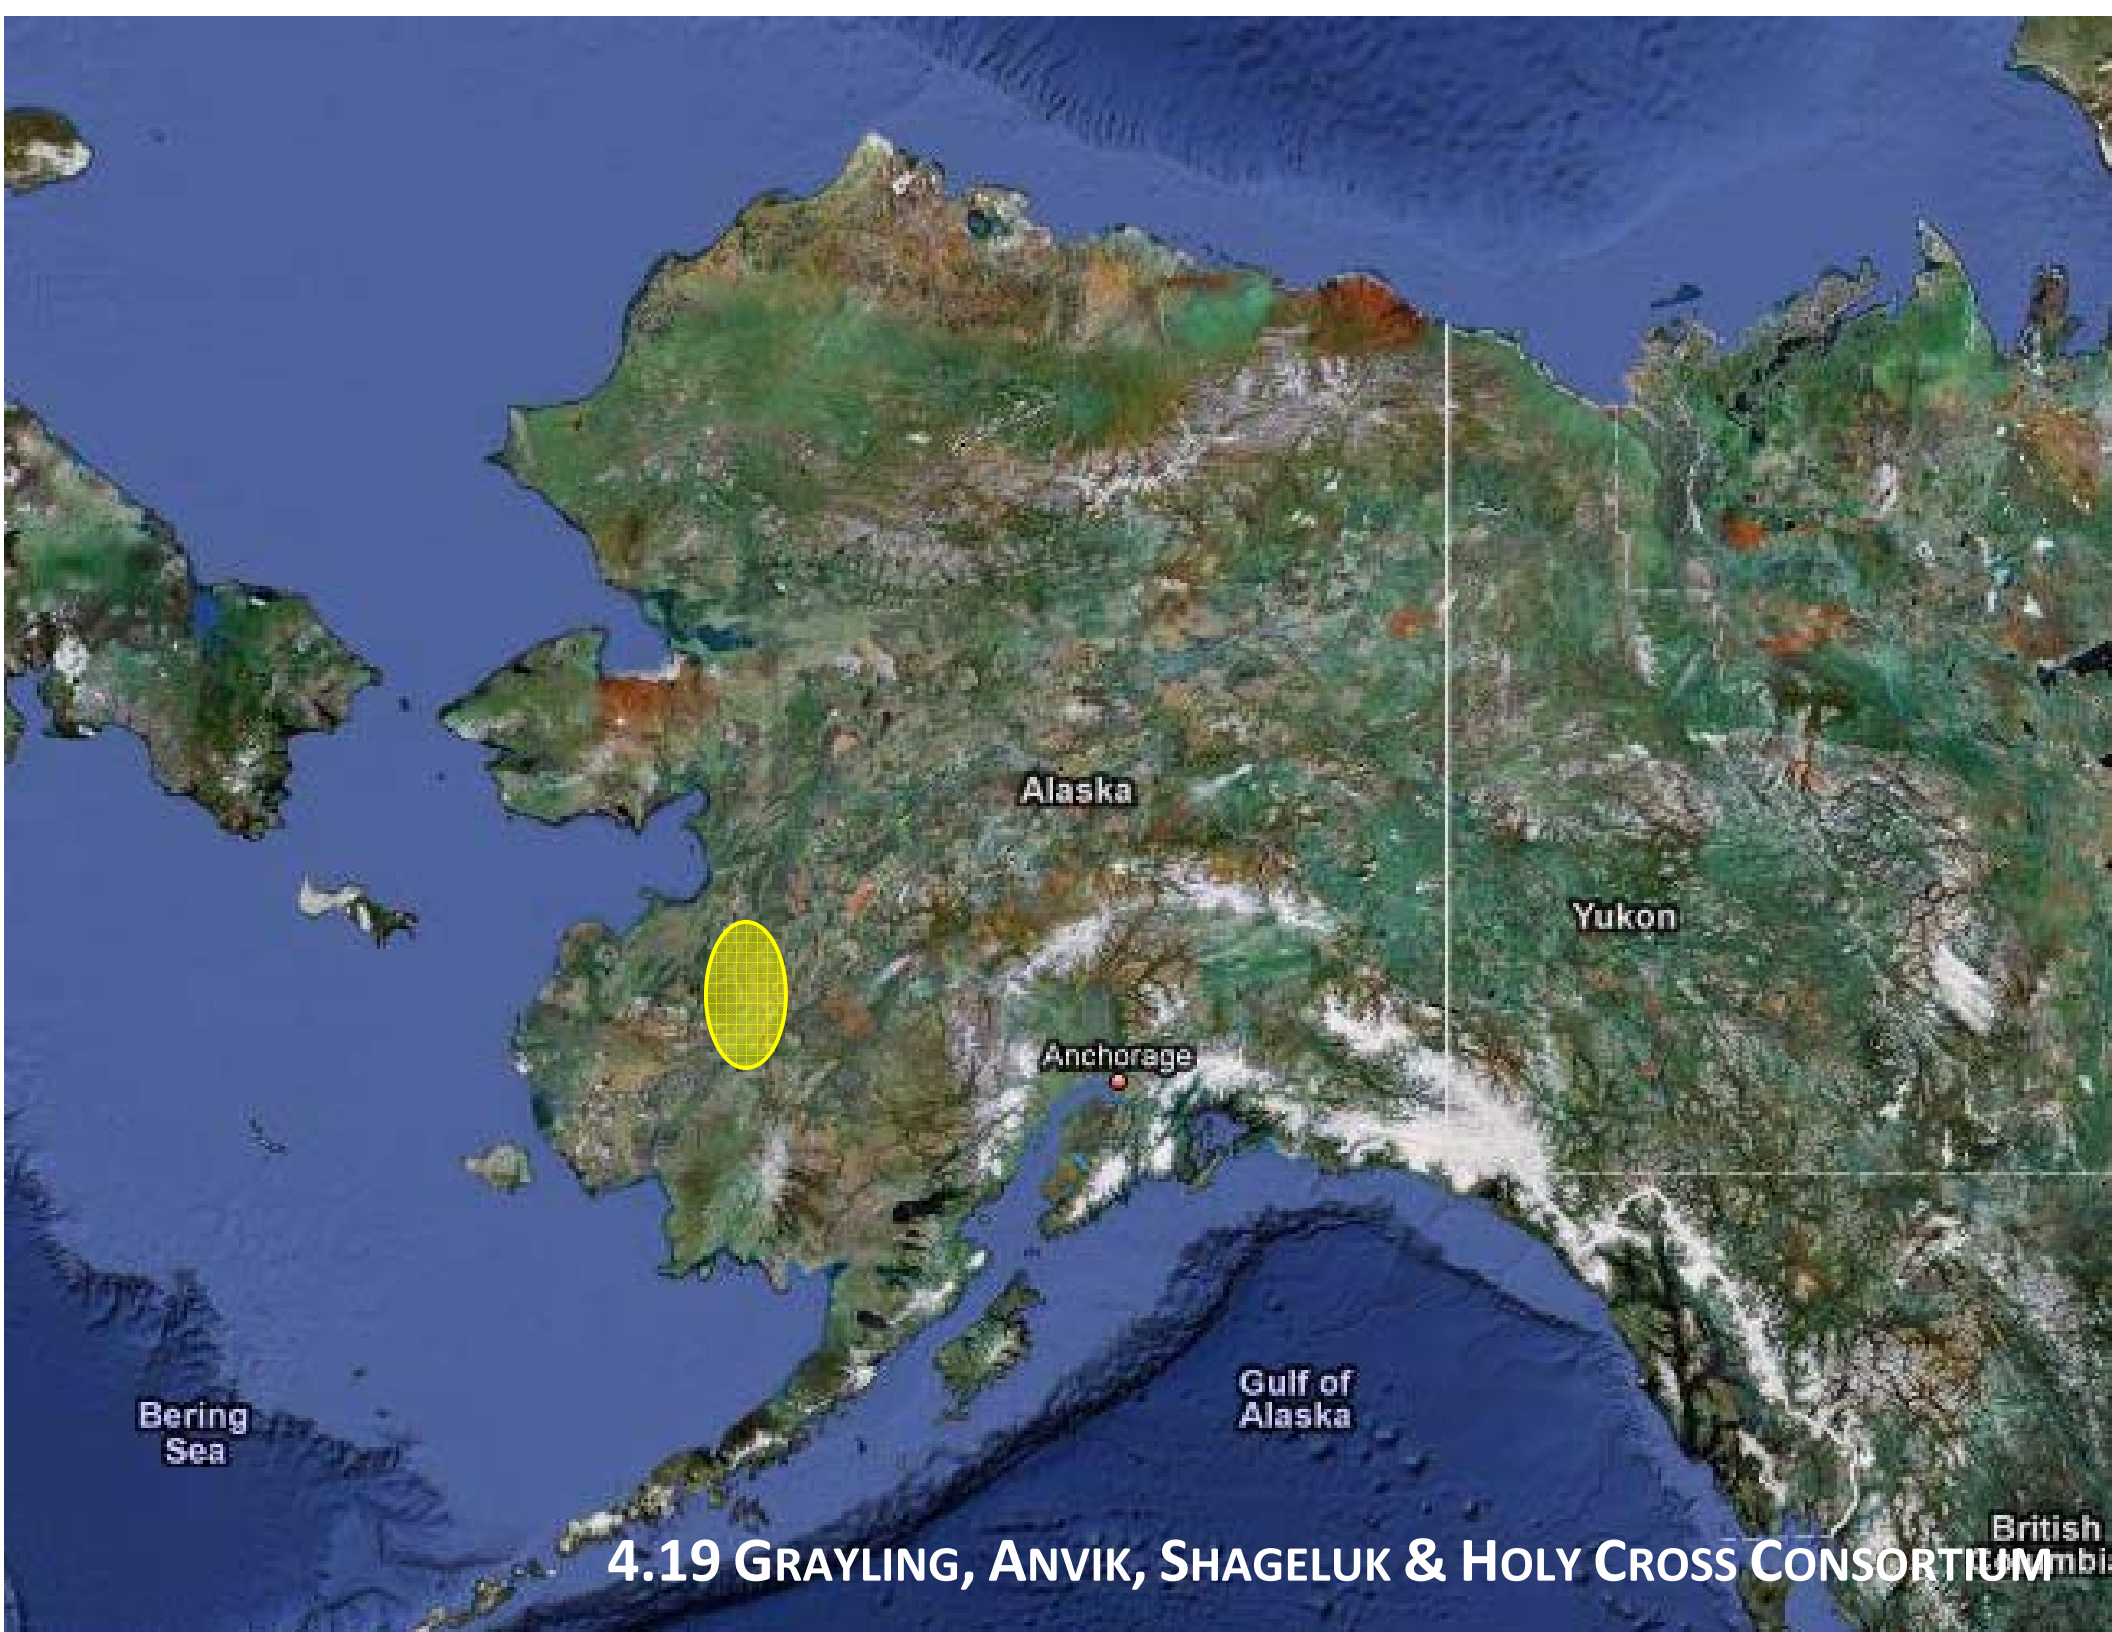 Alaska
Yukon
Anchorage
Gulf of
Alaska
Bering
Sea
British
4.19 GRAYLING, ANVIK, SHAGELUK & HOLY CROSS CONSORTIUM